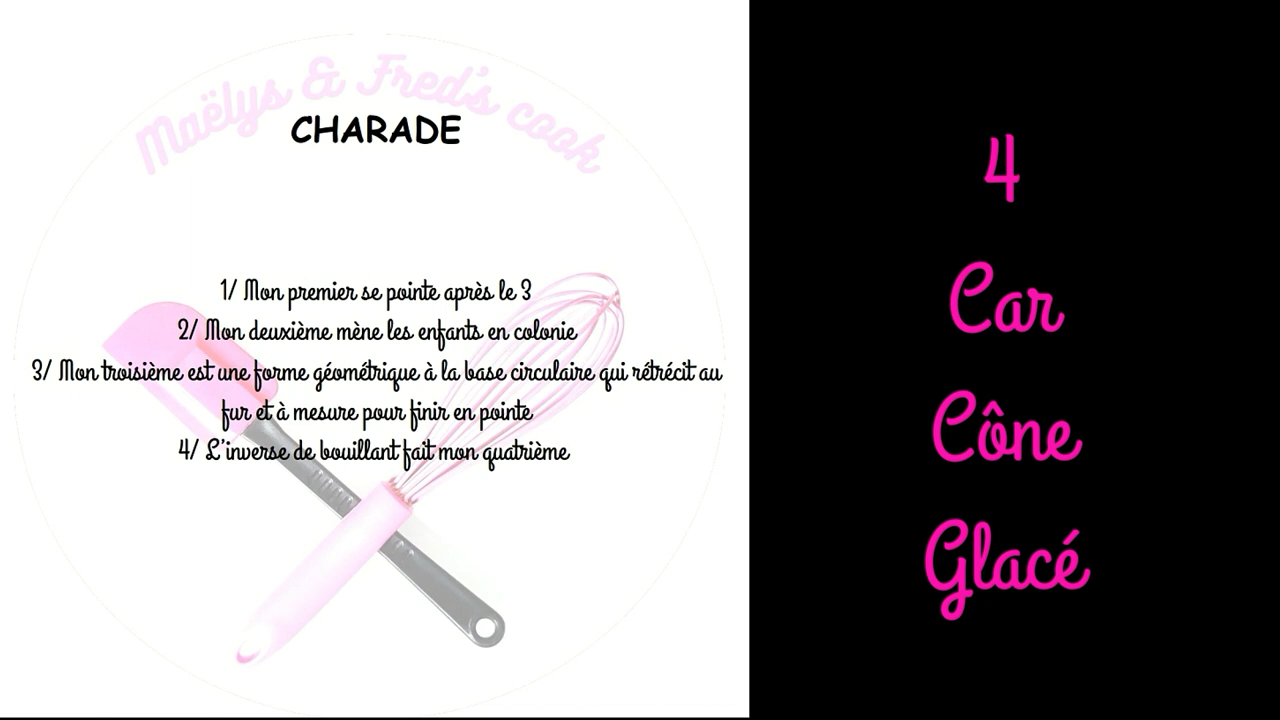 Maëlys & Fred's cook
CHARADE
1/ Mon premier se pointe après le 3
2/ Mon deuxième mène les enfants en colonie
3/ Mon troisième est une forme géométrique à la base circulaire qui rétrécit au
fur et à mesure pour finir en pointe
4/ L'inverse de bouillant fait mon quatrième
4
Car
Cône
Glacé